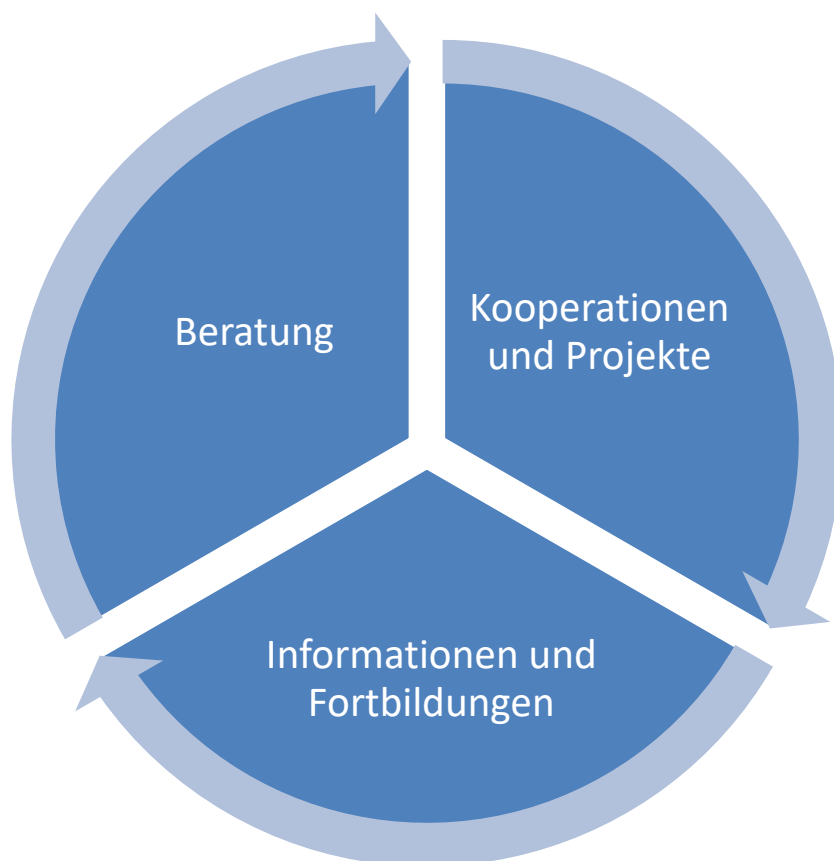 Beratung
Kooperationen
und Projekte
Informationen und
Fortbildungen